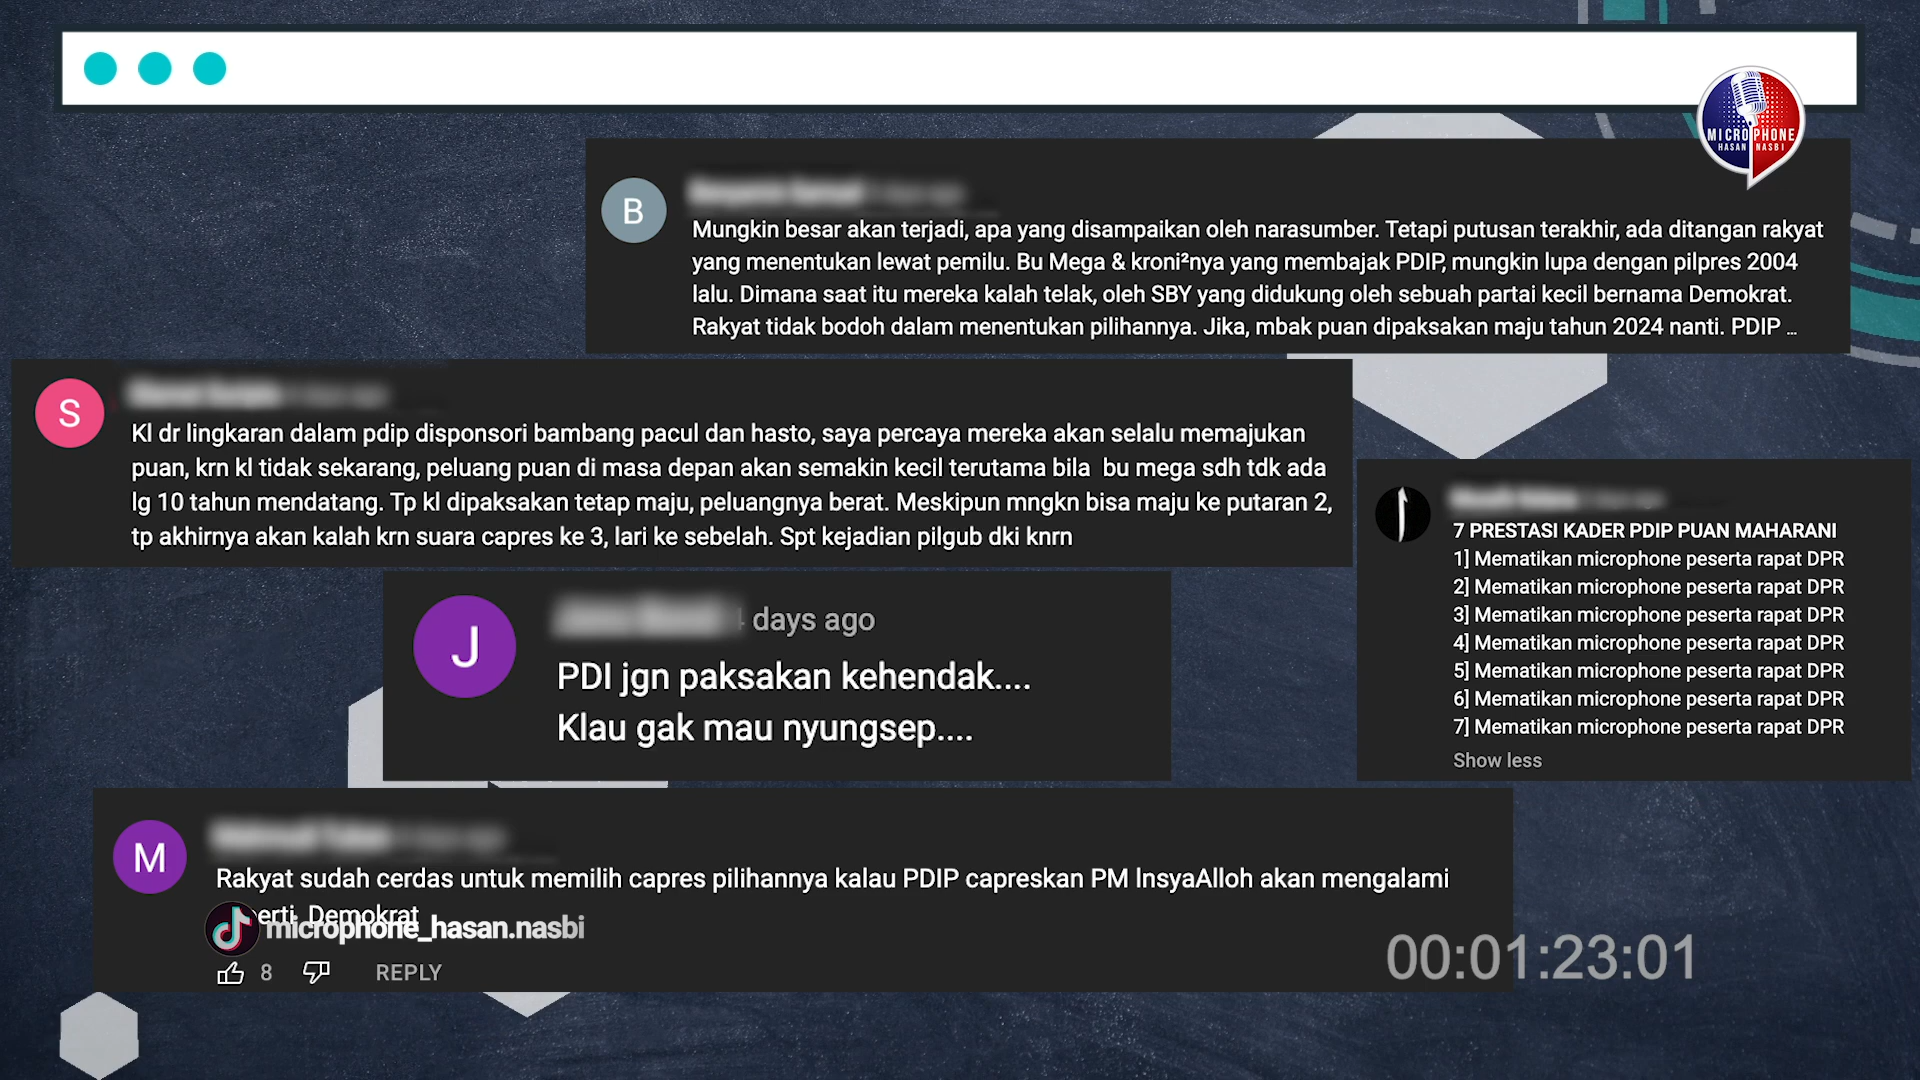 MICROPHONE
HASAN NASBI
B
Mungkin besar akan terjadi, apa yang disampaikan oleh narasumber. Tetapi putusan terakhir, ada ditangan rakyat
yang menentukan lewat pemilu. Bu Mega & kroni²nya yang membajak PDIP, mungkin lupa dengan pilpres 2004
lalu. Dimana saat itu mereka kalah telak, oleh SBY yang didukung oleh sebuah partai kecil bernama Demokrat.
Rakyat tidak bodoh dalam menentukan pilihannya. Jika, mbak puan dipaksakan maju tahun 2024 nanti. PDIP ...
S
Kl dr lingkaran dalam pdip disponsori bambang pacul dan hasto, saya percaya mereka akan selalu memajukan
puan, krn kl tidak sekarang, peluang puan di masa depan akan semakin kecil terutama bila bu mega sdh tdk ada
lg 10 tahun mendatang. Tp kl dipaksakan tetap maju, peluangnya berat. Meskipun mngkn bisa maju ke putaran 2,
tp akhirnya akan kalah krn suara capres ke 3, lari ke sebelah. Spt kejadian pilgub dki knrn
7 PRESTASI KADER PDIP PUAN MAHARANI
1] Mematikan microphone peserta rapat DPR
2] Mematikan microphone peserta rapat DPR
3] Mematikan microphone peserta rapat DPR
4] Mematikan microphone peserta rapat DPR
5] Mematikan microphone peserta rapat DPR
6] Mematikan microphone peserta rapat DPR
7] Mematikan microphone peserta rapat DPR
Show less
J
days ago
PDI jgn paksakan kehendak....
Klau gak mau nyungsep....
M
Rakyat sudah cerdas untuk memilih capres pilihannya kalau PDIP capreskan PM InsyaAlloh akan mengalami
Demokrat
microphone_hasan.nasbi
8 REPLY
00:01:23:01